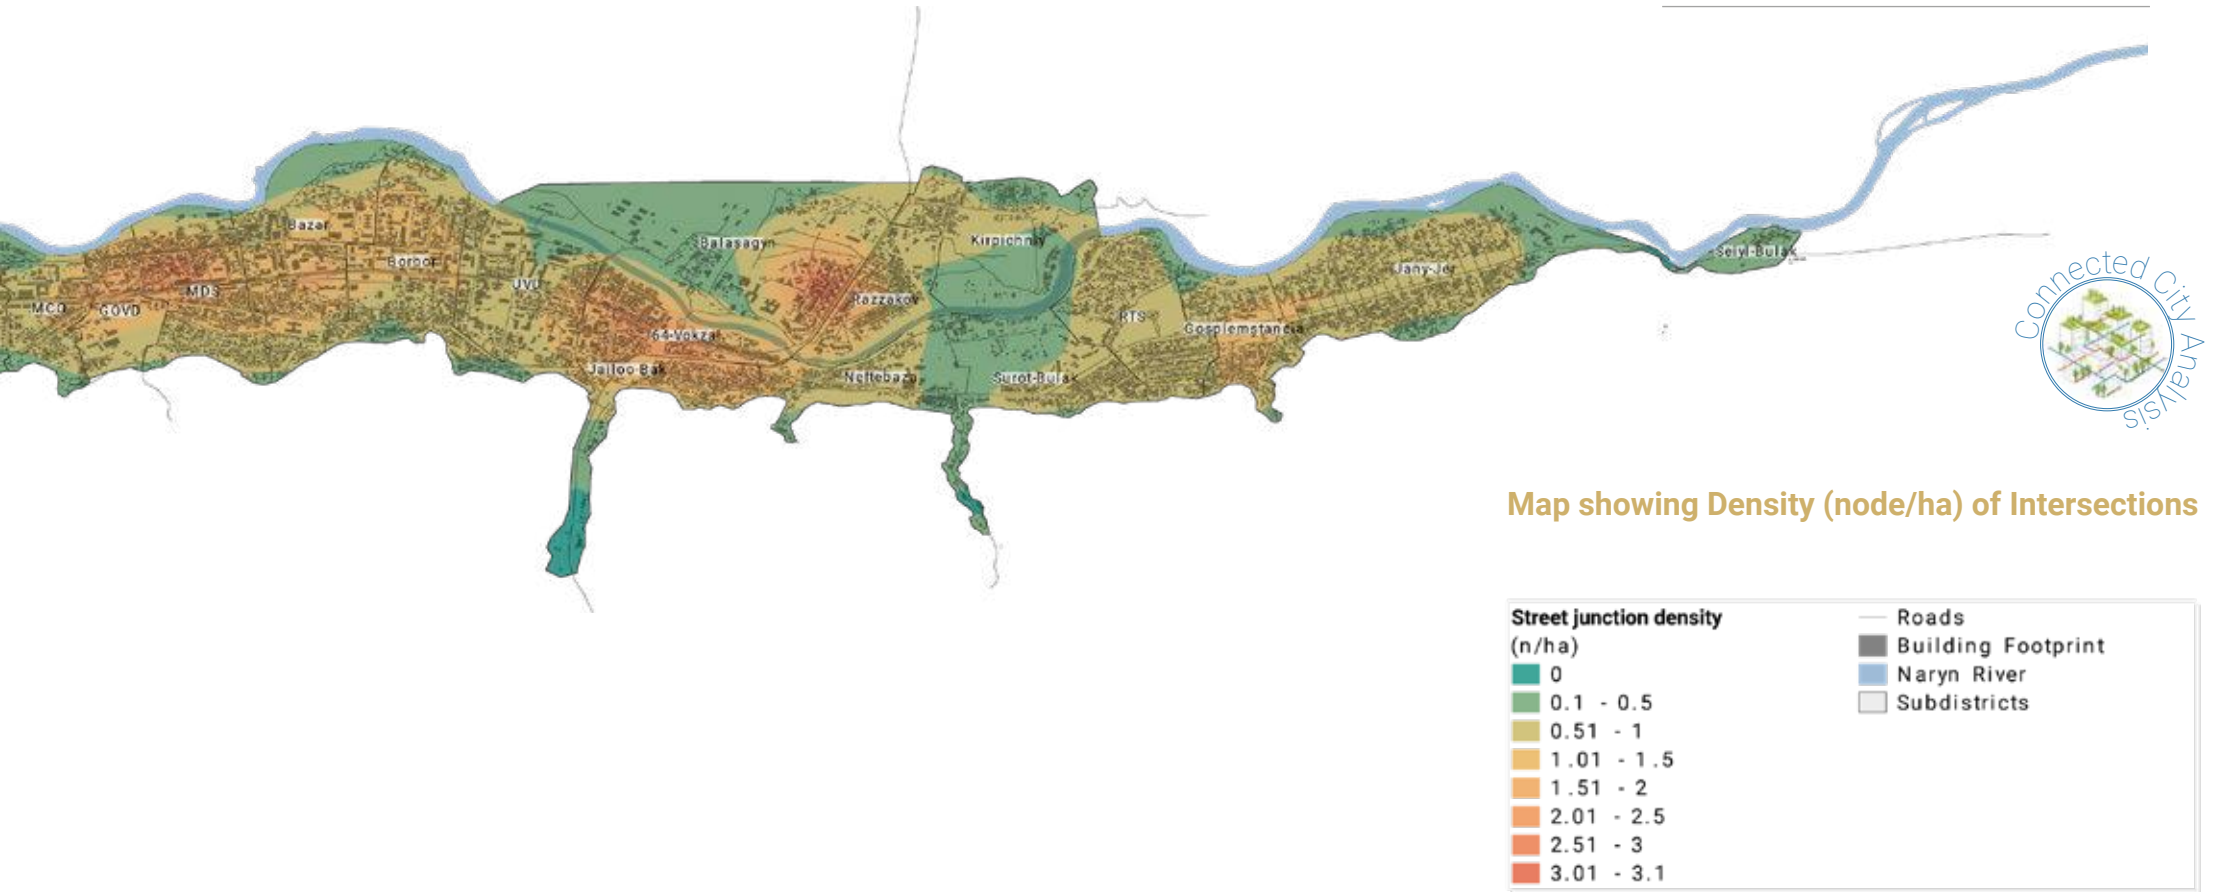 Bazar
Borbor
UVD
MCO
GOVD
MDS
Balasagyn
Kirpichniy
Razzakov
64-Vokzal
Jailoo Bak
Neftebaza
Surot-Bulak
RTS
Gosplemstancia
Jany-Jer
Seiyl-Bulak
Connected City Analysis
Map showing Density (node/ha) of Intersections
Street junction density
(n/ha)
0
0.1 - 0.5
0.51 - 1
1.01 - 1.5
1.51 - 2
2.01 - 2.5
2.51 - 3
3.01 - 3.1
Roads
Building Footprint
Naryn River
Subdistricts